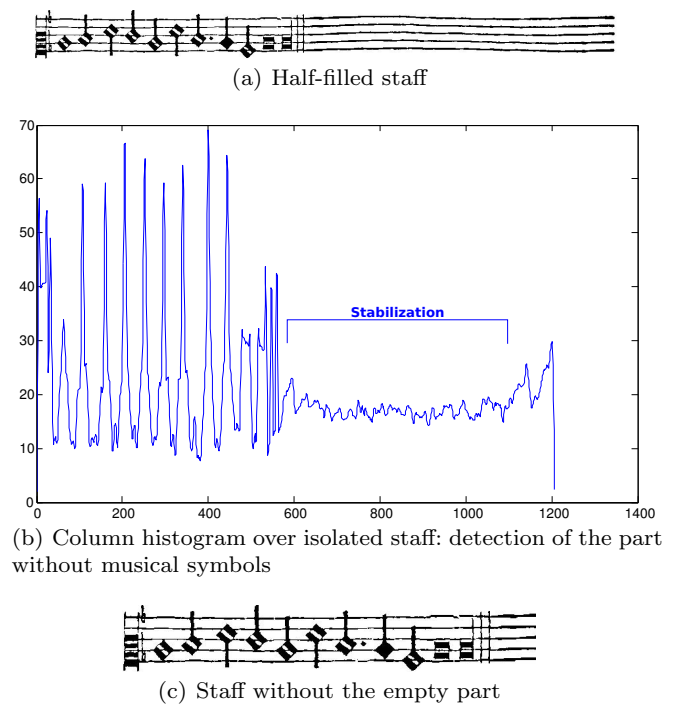 (a) Half-filled staff
70
60
50
40
30
20
10
0
Stabilization
0 200 400 600 800 1000 1200 1400
(b) Column histogram over isolated staff: detection of the part
without musical symbols
(c) Staff without the empty part